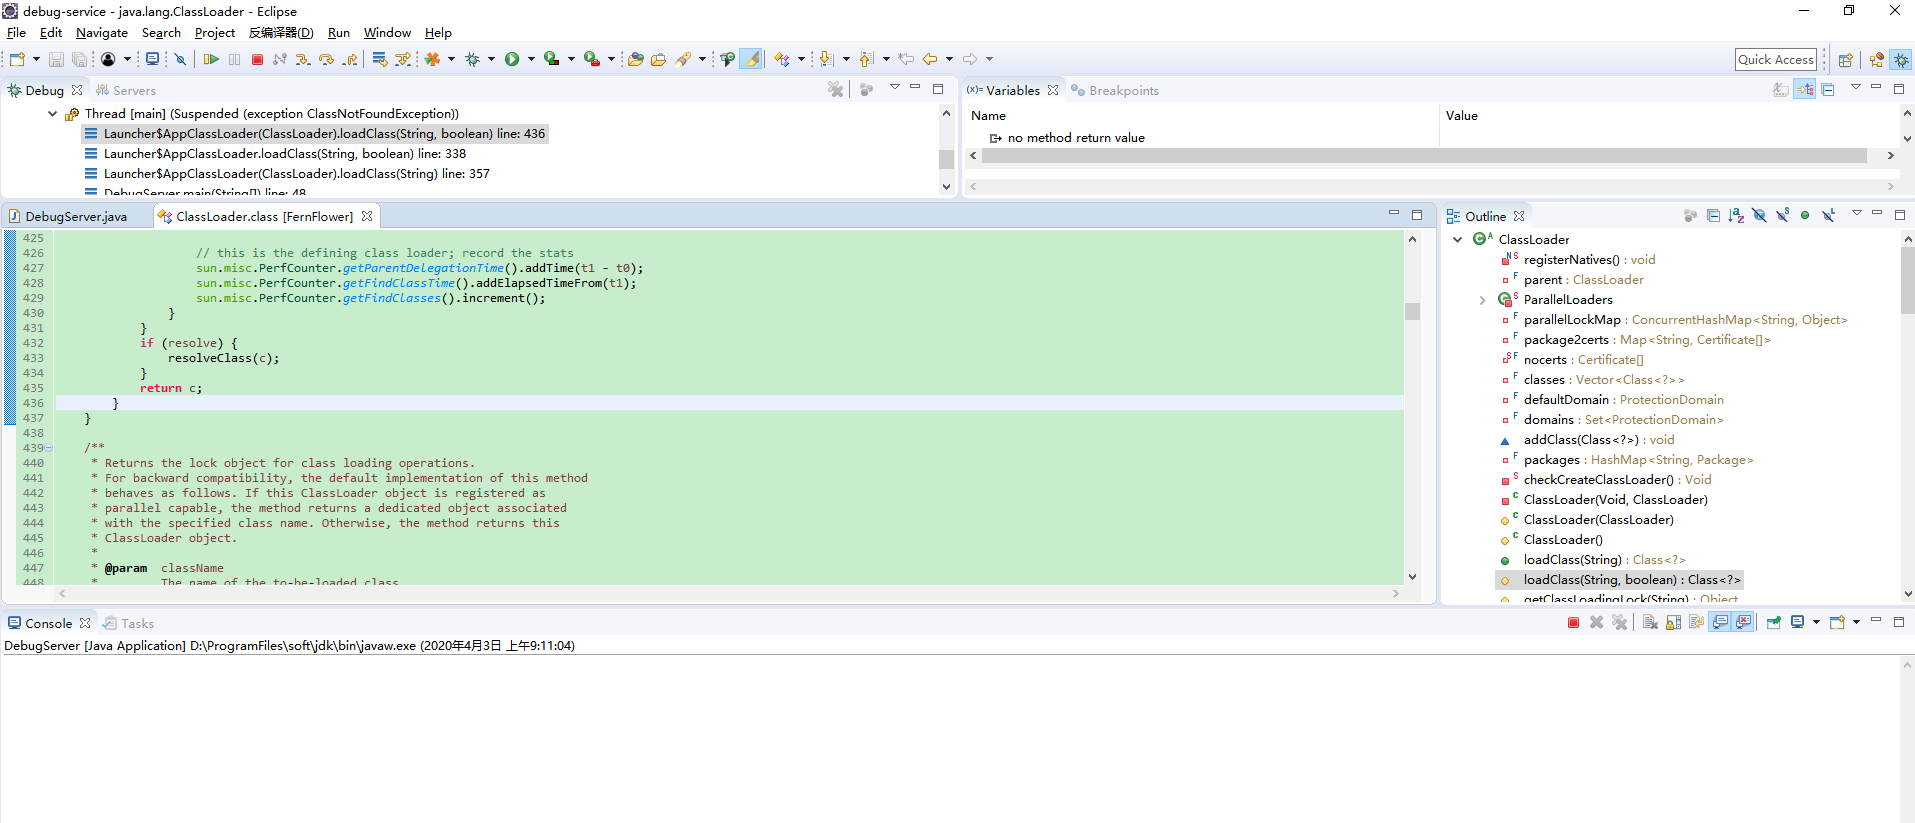 debug-service - java.lang.ClassLoader - Eclipse
File Edit Navigate Search Project 反编译器(D) Run Window Help
Quick Access
Debug Servers
Thread [main] (Suspended (exception ClassNotFoundException))
Launcher$AppClassLoader(ClassLoader).loadClass(String, boolean) line: 436
Launcher$AppClassLoader.loadClass(String, boolean) line: 338
Launcher$AppClassLoader(ClassLoader).loadClass(String) line: 357
DebugServer.main(String[]) line: 48
(x)= Variables Breakpoints
Name Value
no method return value
DebugServer.java ClassLoader.class [FernFlower]
425
426 // this is the defining class loader; record the stats
427 sun.misc.PerfCounter.getParentDelegationTime().addTime(t1 - t0);
428 sun.misc.PerfCounter.getFindClassTime().addElapsedTimeFrom(t1);
429 sun.misc.PerfCounter.getFindClasses().increment();
430 }
431 }
432 if (resolve) {
433 resolveClass(c);
434 }
435 return c;
436 }
437 }
438
439 /**
440 * Returns the lock object for class loading operations.
441 * For backward compatibility, the default implementation of this method
442 * behaves as follows. If this ClassLoader object is registered as
443 * parallel capable, the method returns a dedicated object associated
444 * with the specified class name. Otherwise, the method returns this
445 * ClassLoader object.
446 *
447 * @param className
448 * The name of the to-be-loaded class
Outline
ClassLoader
registerNatives() : void
parent : ClassLoader
ParallelLoaders
parallelLockMap : ConcurrentHashMap<String, Object>
package2certs : Map<String, Certificate[]>
nocerts : Certificate[]
classes : Vector<Class<?>>
defaultDomain : ProtectionDomain
domains : Set<ProtectionDomain>
addClass(Class<?>) : void
packages : HashMap<String, Package>
checkCreateClassLoader() : Void
ClassLoader(Void, ClassLoader)
ClassLoader(ClassLoader)
ClassLoader()
loadClass(String) : Class<?>
loadClass(String, boolean) : Class<?>
getClassLoadingLock(String) : Object
Console Tasks
DebugServer [Java Application] D:\ProgramFiles\soft\jdk\bin\javaw.exe (2020年4月3日 上午9:11:04)